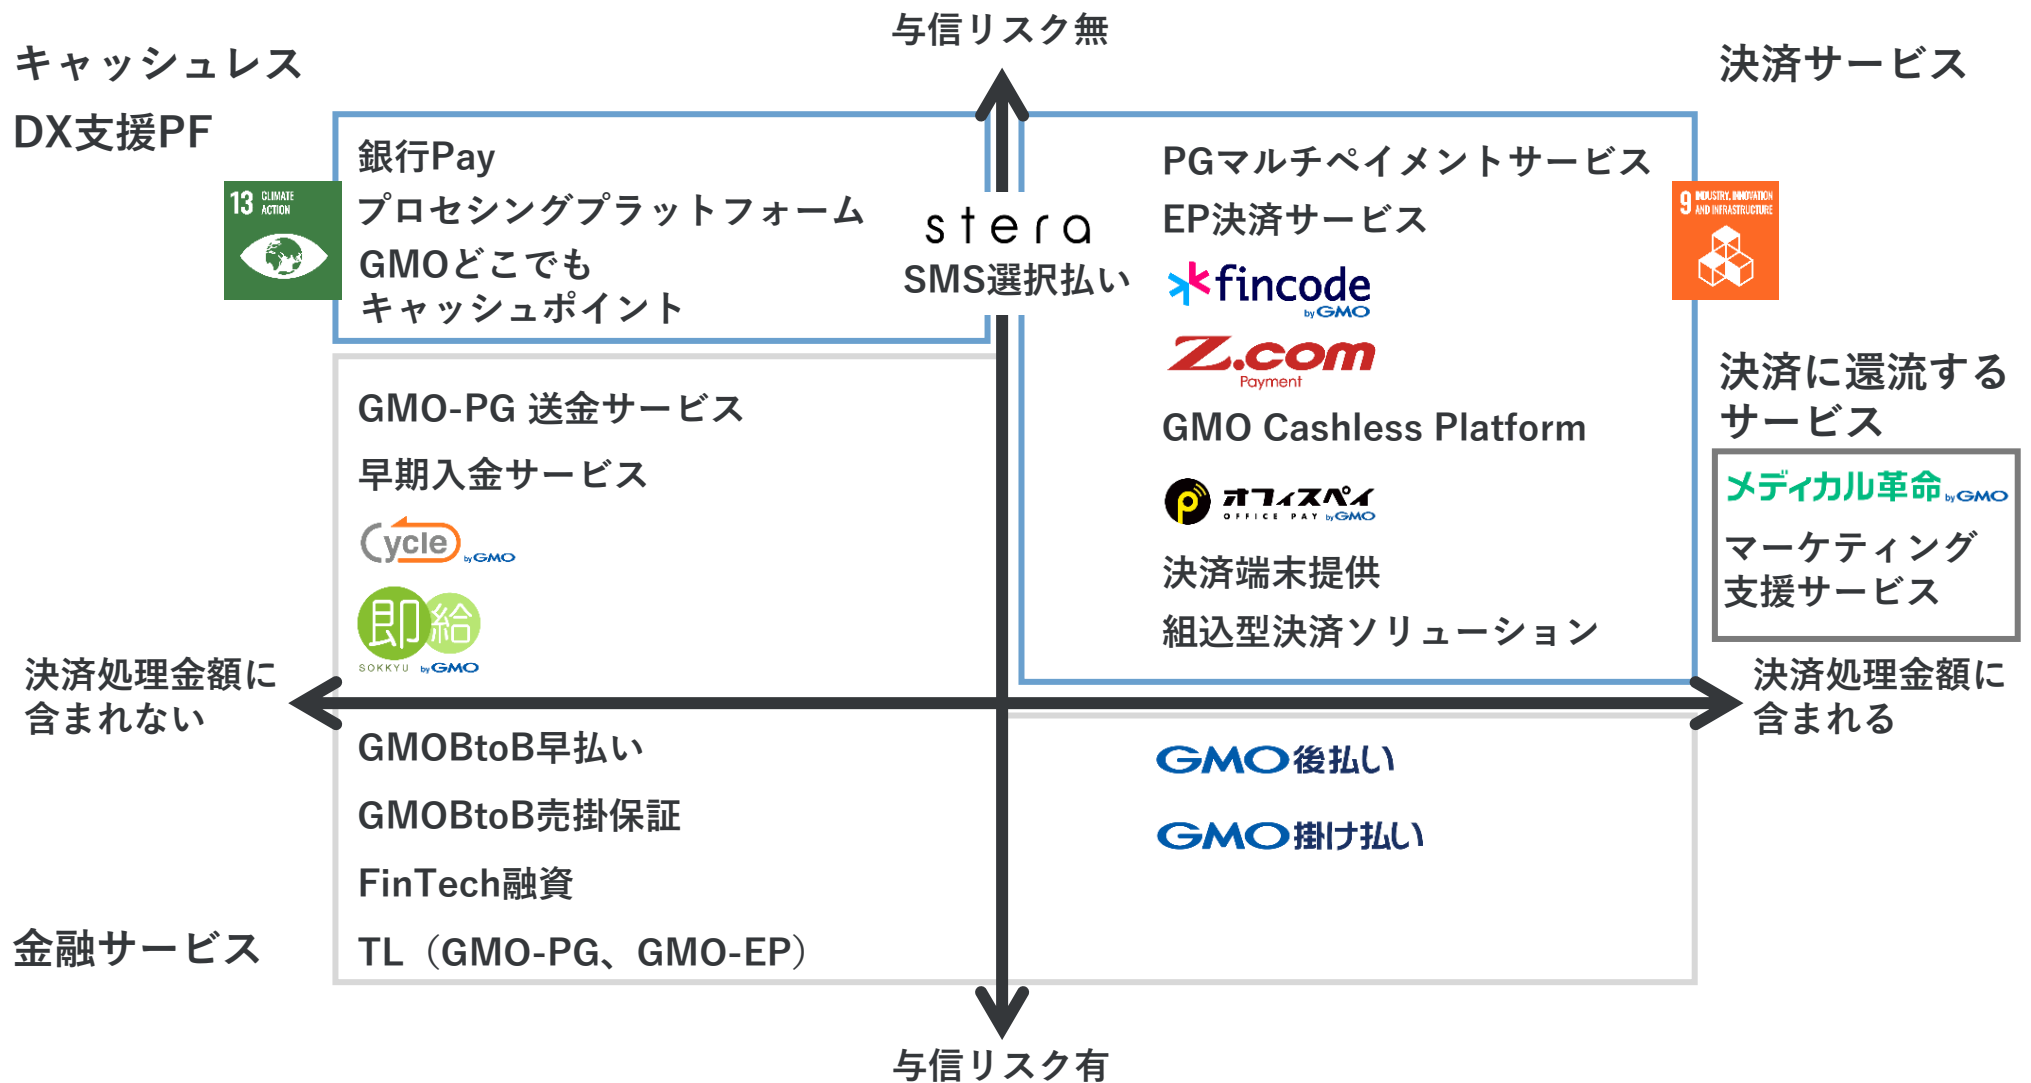 与信リスク無
キャッシュレス
DX支援PF
決済サービス
13 CLIMATE
ACTION
銀行Pay
プロセシングプラットフォーム
GMOどこでも
キャッシュポイント
stera
SMS選択払い
PGマルチペイメントサービス
EP決済サービス
fincode
byGMO
Z.com
Payment
GMO Cashless Platform
オフィスペイ
OFFICE PAY byGMO
決済端末提供
組込型決済ソリューション
9 INDUSTRY, INNOVATION
AND INFRASTRUCTURE
決済に還流する
サービス
メディカル革命 byGMO
マーケティング
支援サービス
GMO-PG 送金サービス
早期入金サービス
Cycle byGMO
即給
SOKKYU byGMO
決済処理金額に
含まれない
決済処理金額に
含まれる
GMOBtoB早払い
GMOBtoB売掛保証
FinTech融資
TL（GMO-PG、GMO-EP）
GMO後払い
GMO掛け払い
金融サービス
与信リスク有